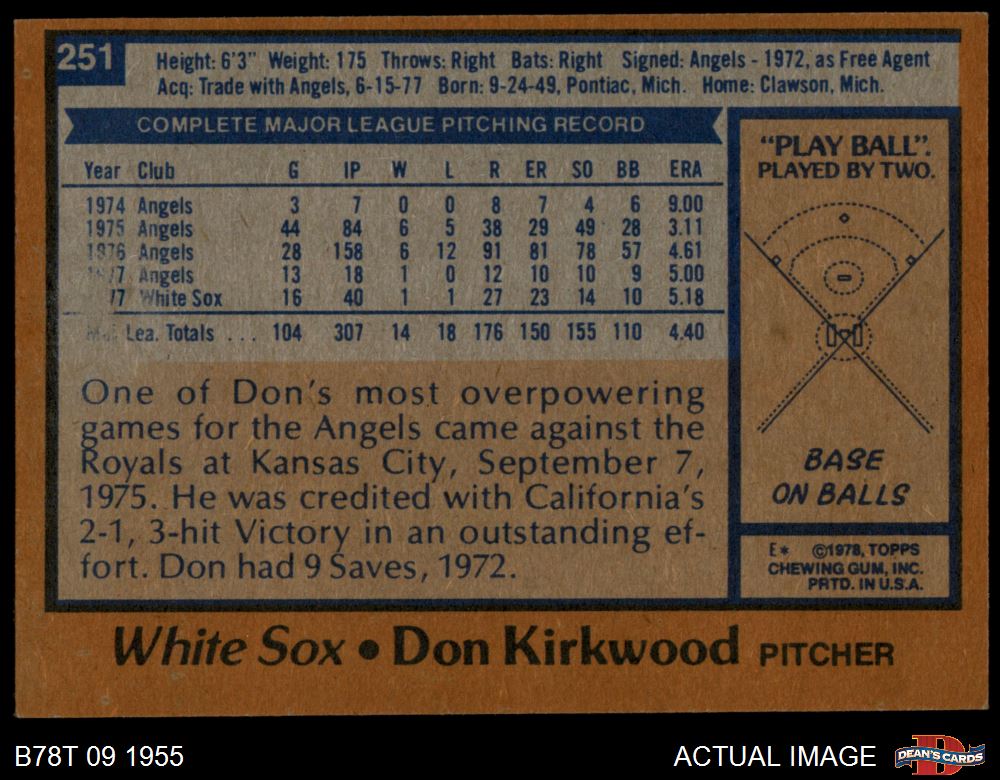 251
Height: 6'3" Weight: 175 Throws: Right Bats: Right Signed: Angels - 1972, as Free Agent
Acq: Trade with Angels, 6-15-77 Born: 9-24-49, Pontiac, Mich. Home: Clawson, Mich.
COMPLETE MAJOR LEAGUE PITCHING RECORD
Year Club G IP W L R ER SO BB ERA
1974 Angels 3 7 0 0 8 7 4 6 9.00
1975 Angels 44 84 6 5 38 29 49 28 3.11
1976 Angels 28 158 6 12 91 81 78 57 4.61
1977 Angels 13 18 1 0 12 10 10 9 5.00
77 White Sox 16 40 1 1 27 23 14 10 5.18
Lea. Totals . . . 104 307 14 18 176 150 155 110 4.40
One of Don's most overpowering
games for the Angels came against the
Royals at Kansas City, September 7,
1975. He was credited with California's
2-1, 3-hit Victory in an outstanding ef-
fort. Don had 9 Saves, 1972.
"PLAY BALL".
PLAYED BY TWO.
BASE
ON BALLS
E* ©1978, TOPPS
CHEWING GUM, INC.
PRTD. IN U.S.A.
White Sox • Don Kirkwood PITCHER
B78T 09 1955
ACTUAL IMAGE
D
DEAN'S CARDS